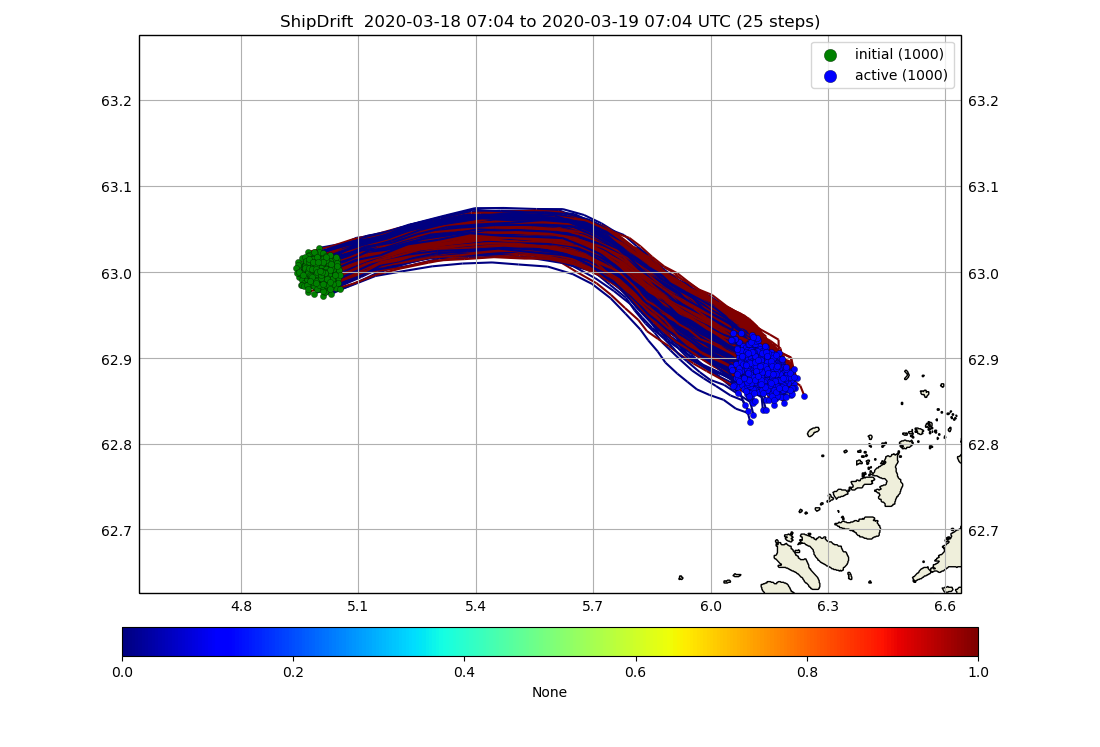 ShipDrift  2020-03-18 07:04 to 2020-03-19 07:04 UTC (25 steps)
initial (1000)
active (1000)
63.2 63.2
63.1 63.1
63.0 63.0
62.9 62.9
62.8 62.8
62.7 62.7
4.8 5.1 5.4 5.7 6.0 6.3 6.6
0.0 0.2 0.4 0.6 0.8 1.0
None